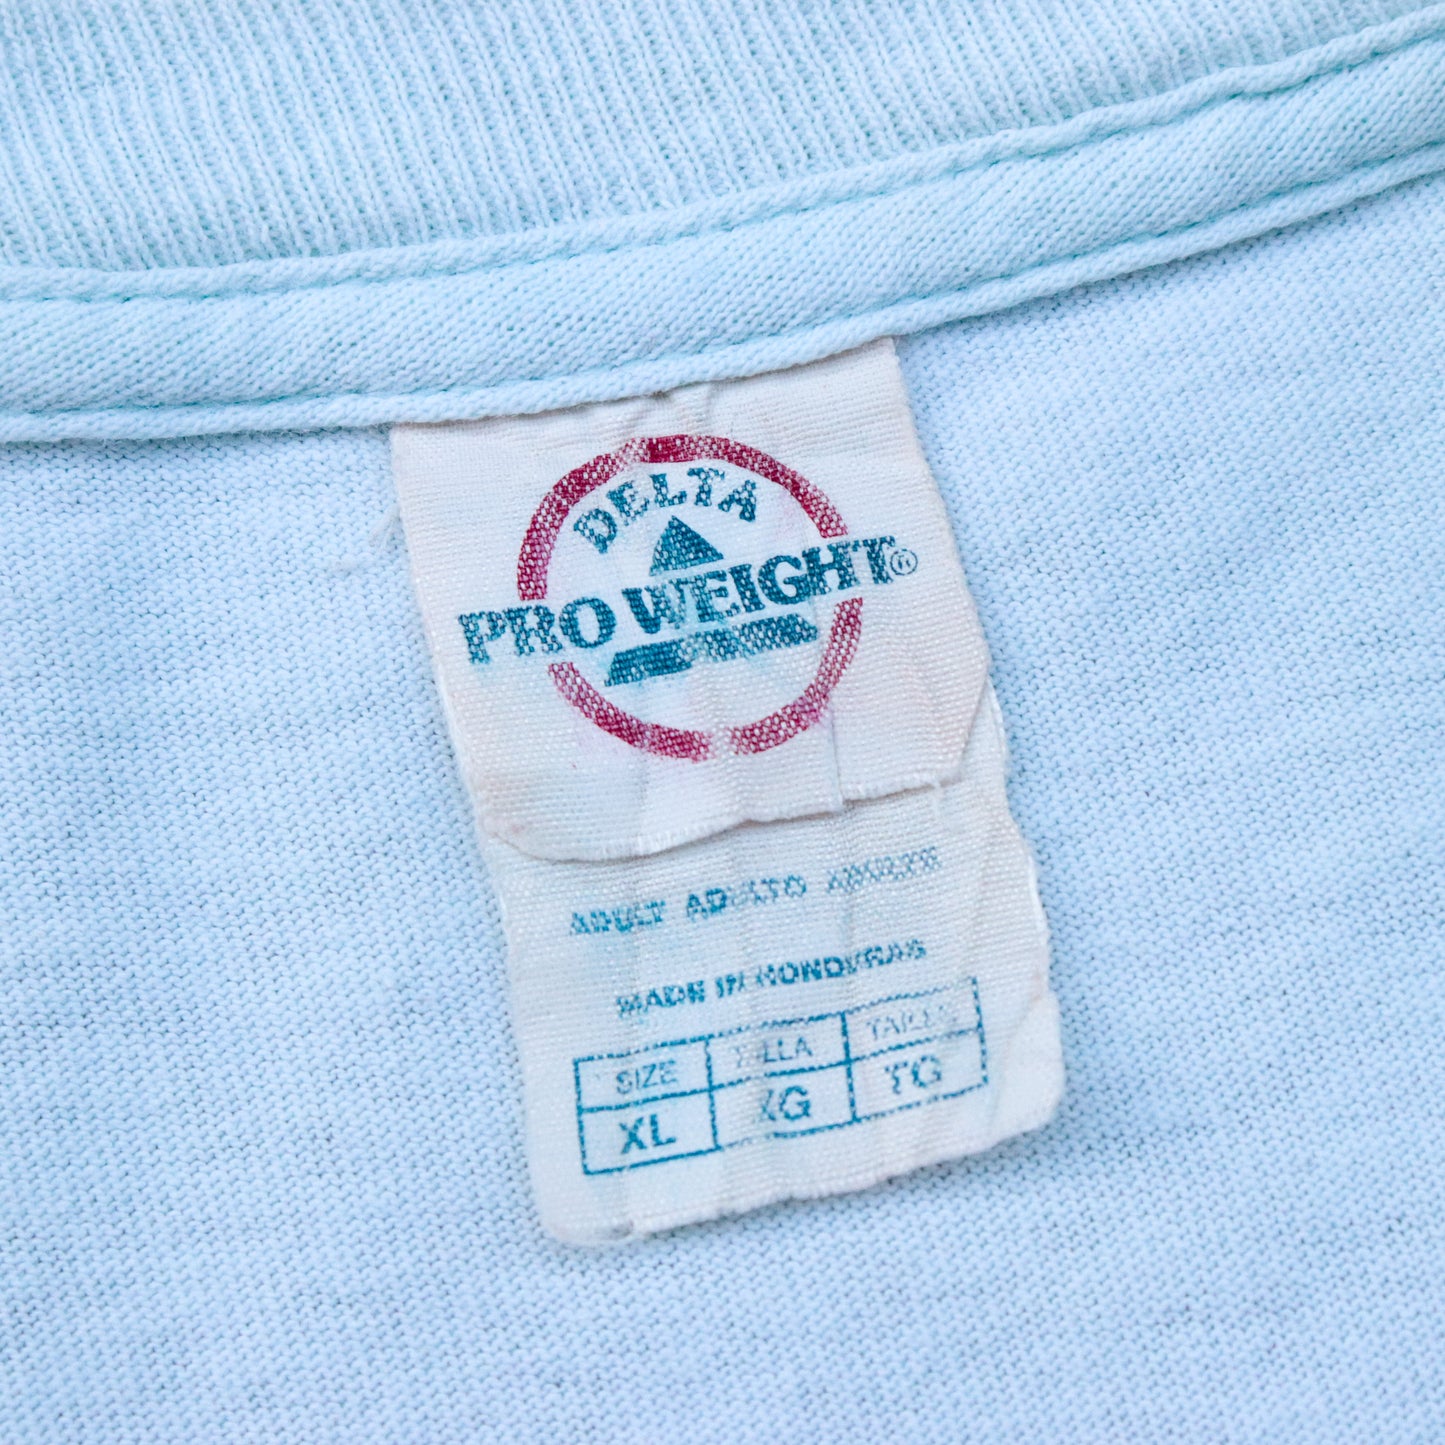 DELTA
PRO WEIGHT®
ADULT ADULTO ADULTE
MADE IN HONDURAS
SIZE TALLA TAILLE
XL XG TG